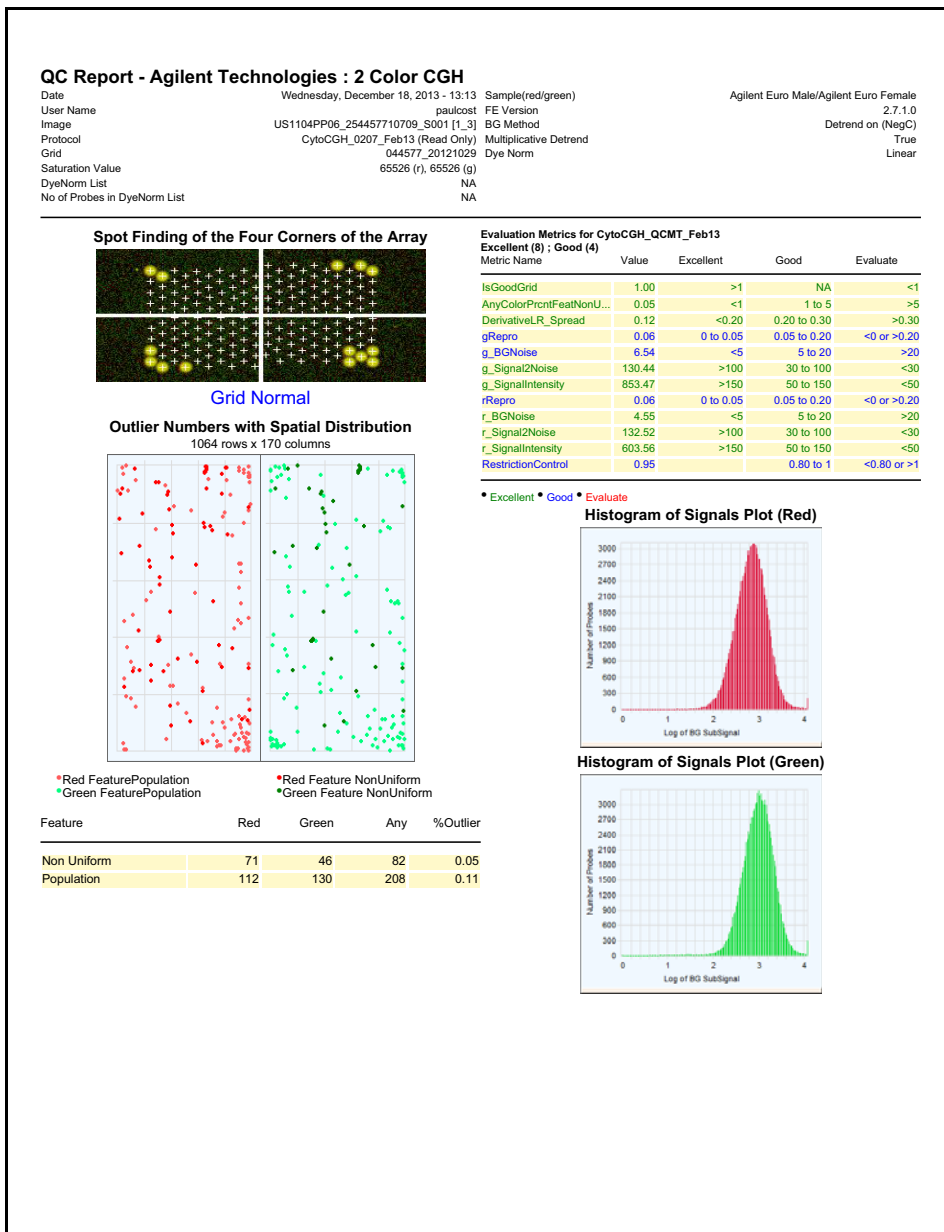 QC Report - Agilent Technologies : 2 Color CGH
Date Wednesday, December 18, 2013 - 13:13 Sample(red/green) Agilent Euro Male/Agilent Euro Female
User Name paulcost FE Version 2.7.1.0
Image US1104PP06_254457710709_S001 [1_3] BG Method Detrend on (NegC)
Protocol CytoCGH_0207_Feb13 (Read Only) Multiplicative Detrend True
Grid 044577_20121029 Dye Norm Linear
Saturation Value 65526 (r), 65526 (g)
DyeNorm List NA
No of Probes in DyeNorm List NA
Spot Finding of the Four Corners of the Array
Grid Normal
Outlier Numbers with Spatial Distribution
1064 rows x 170 columns
•Red FeaturePopulation •Red Feature NonUniform
•Green FeaturePopulation •Green Feature NonUniform
Feature Red Green Any %Outlier
Non Uniform 71 46 82 0.05
Population 112 130 208 0.11
Evaluation Metrics for CytoCGH_QCMT_Feb13
Excellent (8) ; Good (4)
Metric Name Value Excellent Good Evaluate
IsGoodGrid 1.00 >1 NA <1
AnyColorPrcntFeatNonU... 0.05 <1 1 to 5 >5
DerivativeLR_Spread 0.12 <0.20 0.20 to 0.30 >0.30
gRepro 0.06 0 to 0.05 0.05 to 0.20 <0 or >0.20
g_BGNoise 6.54 <5 5 to 20 >20
g_Signal2Noise 130.44 >100 30 to 100 <30
g_SignalIntensity 853.47 >150 50 to 150 <50
rRepro 0.06 0 to 0.05 0.05 to 0.20 <0 or >0.20
r_BGNoise 4.55 <5 5 to 20 >20
r_Signal2Noise 132.52 >100 30 to 100 <30
r_SignalIntensity 603.56 >150 50 to 150 <50
RestrictionControl 0.95 0.80 to 1 <0.80 or >1
• Excellent • Good • Evaluate
Histogram of Signals Plot (Red)
Number of Probes
3000
2700
2400
2100
1800
1500
1200
900
600
300
0
0 1 2 3 4
Log of BG SubSignal
Histogram of Signals Plot (Green)
Number of Probes
3000
2700
2400
2100
1800
1500
1200
900
600
300
0
0 1 2 3 4
Log of BG SubSignal